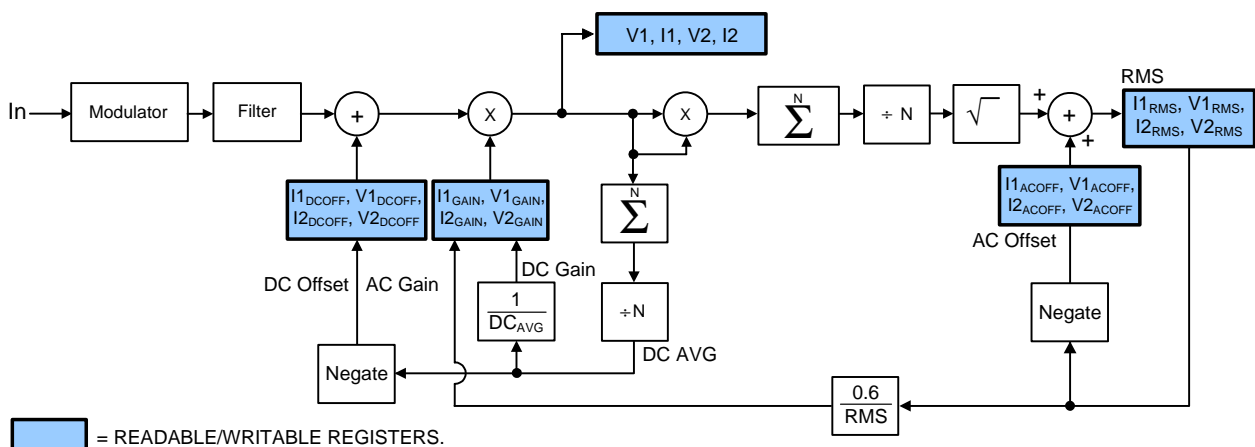 V1, I1, V2, I2
In
Modulator
Filter
+
X
X
N
∑
÷ N
√
+
+
+
RMS
I1RMS, V1RMS,
I2RMS, V2RMS
I1DCOFF, V1DCOFF,
I2DCOFF, V2DCOFF
I1GAIN, V1GAIN,
I2GAIN, V2GAIN
N
∑
I1ACOFF, V1ACOFF,
I2ACOFF, V2ACOFF
AC Offset
DC Offset
AC Gain
DC Gain
1
DCAVG
÷N
DC AVG
Negate
Negate
0.6
RMS
= READABLE/WRITABLE REGISTERS.